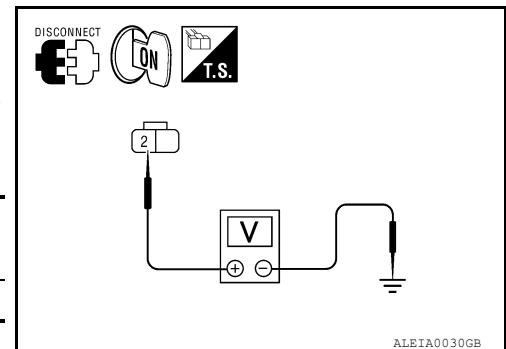 DISCONNECT
ON
T.S.
2
V
+ −
ALEIA0030GB